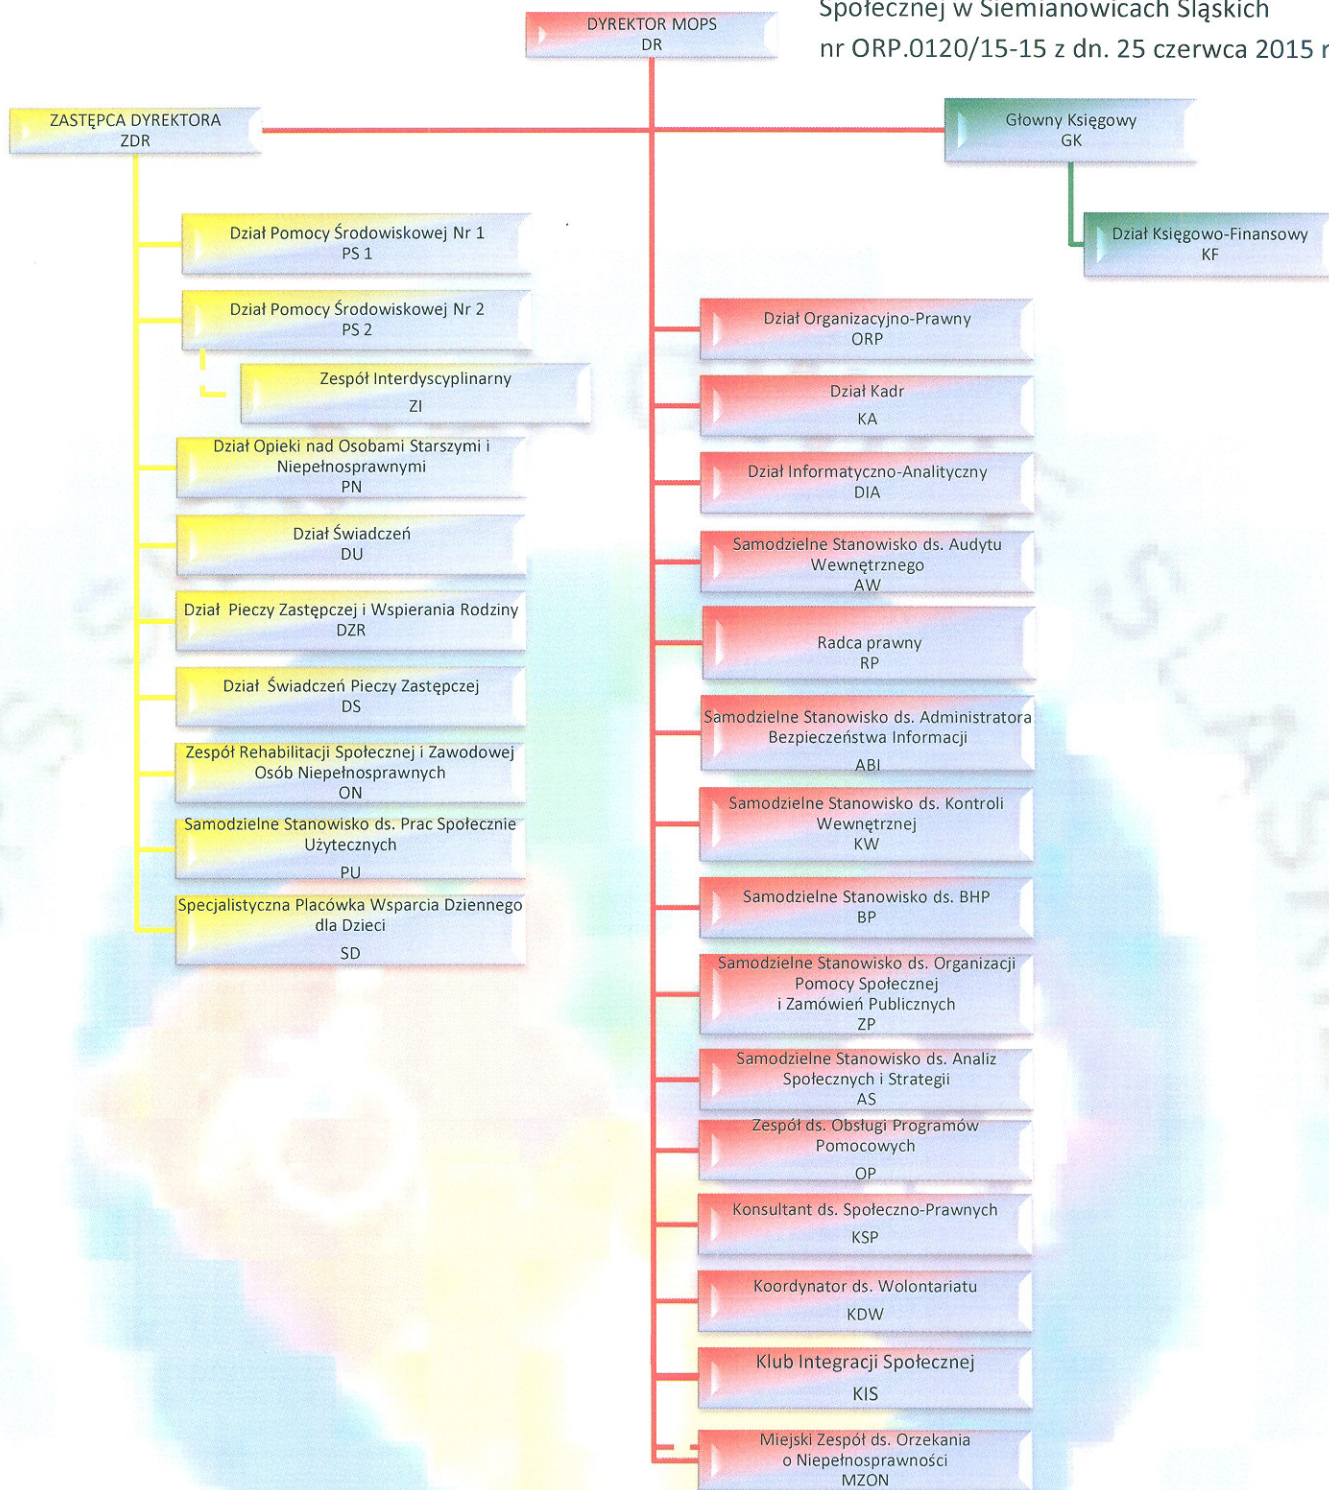 Społecznej w Siemianowicach Śląskich
nr ORP.0120/15-15 z dn. 25 czerwca 2015 r
DYREKTOR MOPS
DR
ZASTĘPCA DYREKTORA
ZDR
Głowny Księgowy
GK
Dział Księgowo-Finansowy
KF
Dział Pomocy Środowiskowej Nr 1
PS 1
Dział Pomocy Środowiskowej Nr 2
PS 2
Zespół Interdyscyplinarny
ZI
Dział Opieki nad Osobami Starszymi i
Niepełnosprawnymi
PN
Dział Świadczeń
DU
Dział Pieczy Zastępczej i Wspierania Rodziny
DZR
Dział Świadczeń Pieczy Zastępczej
DS
Zespół Rehabilitacji Społecznej i Zawodowej
Osób Niepełnosprawnych
ON
Samodzielne Stanowisko ds. Prac Społecznie
Użytecznych
PU
Specjalistyczna Placówka Wsparcia Dziennego
dla Dzieci
SD
Dział Organizacyjno-Prawny
ORP
Dział Kadr
KA
Dział Informatyczno-Analityczny
DIA
Samodzielne Stanowisko ds. Audytu
Wewnętrznego
AW
Radca prawny
RP
Samodzielne Stanowisko ds. Administratora
Bezpieczeństwa Informacji
ABI
Samodzielne Stanowisko ds. Kontroli
Wewnętrznej
KW
Samodzielne Stanowisko ds. BHP
BP
Samodzielne Stanowisko ds. Organizacji
Pomocy Społecznej
i Zamówień Publicznych
ZP
Samodzielne Stanowisko ds. Analiz
Społecznych i Strategii
AS
Zespół ds. Obsługi Programów
Pomocowych
OP
Konsultant ds. Społeczno-Prawnych
KSP
Koordynator ds. Wolontariatu
KDW
Klub Integracji Społecznej
KIS
Miejski Zespół ds. Orzekania
o Niepełnosprawności
MZON